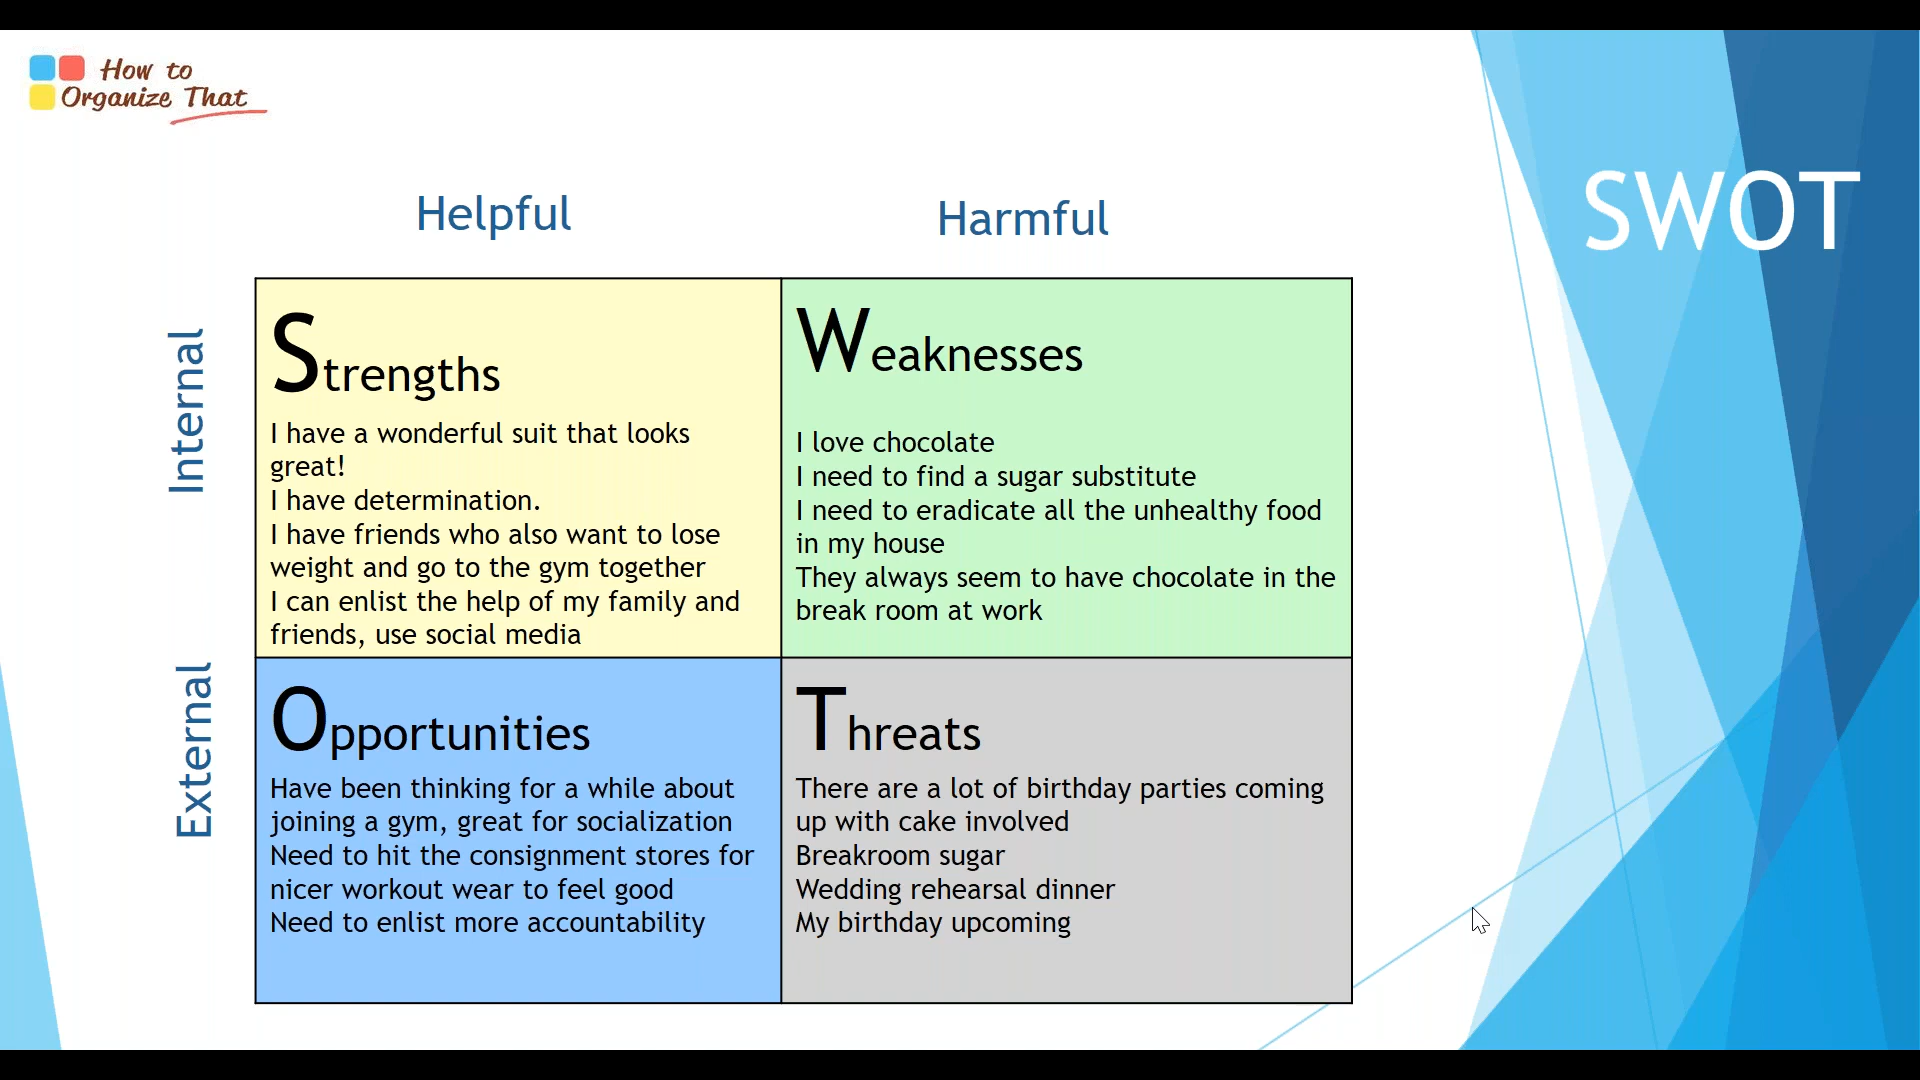 How to
Organize That
SWOT
Helpful
Harmful
Internal
Strengths
I have a wonderful suit that looks
great!
I have determination.
I have friends who also want to lose
weight and go to the gym together
I can enlist the help of my family and
friends, use social media
Weaknesses
I love chocolate
I need to find a sugar substitute
I need to eradicate all the unhealthy food
in my house
They always seem to have chocolate in the
break room at work
External
Opportunities
Have been thinking for a while about
joining a gym, great for socialization
Need to hit the consignment stores for
nicer workout wear to feel good
Need to enlist more accountability
Threats
There are a lot of birthday parties coming
up with cake involved
Breakroom sugar
Wedding rehearsal dinner
My birthday upcoming